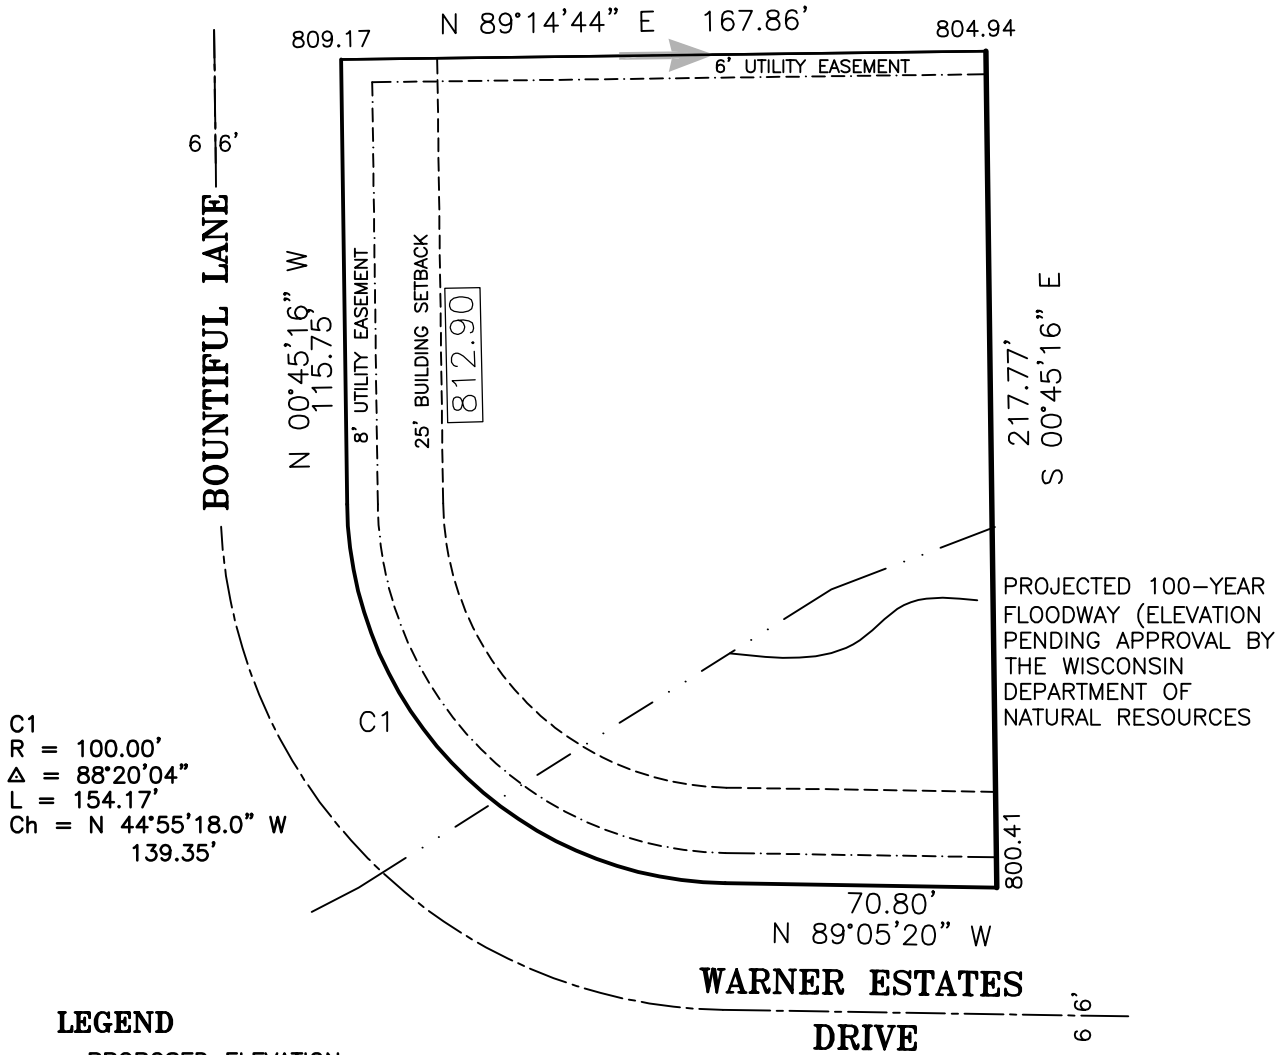 N 89°14'44" E 167.86'
809.17
804.94
6' UTILITY EASEMENT
6 6'
BOUNTIFUL LANE
N 00°45'16" W
115.75'
8' UTILITY EASEMENT
25' BUILDING SETBACK
812.90
217.77'
S 00°45'16" E
PROJECTED 100-YEAR
FLOODWAY (ELEVATION
PENDING APPROVAL BY
THE WISCONSIN
DEPARTMENT OF
NATURAL RESOURCES
C1
C1
R = 100.00'
Δ = 88°20'04"
L = 154.17'
Ch = N 44°55'18.0" W
139.35'
800.41
70.80'
N 89°05'20" W
WARNER ESTATES
DRIVE
6 6'
LEGEND
PROPOSED ELEVATION